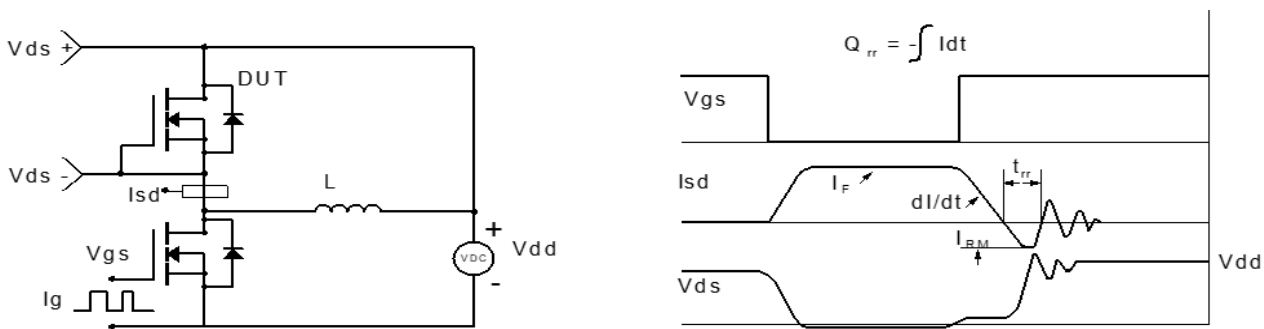 Vds +
DUT
Vds -
Isd
L
Vgs
Ig
+
VDC
-
Vdd
Q rr = -∫ Idt
Vgs
Isd
I F
dI/dt
t rr
I RM
Vds
Vdd